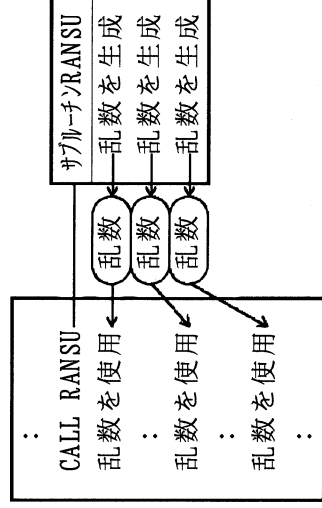 :
CALL RANSU
乱数を使用
:
乱数を使用
:
乱数を使用
:
乱数
乱数
乱数
サブルーチンRANSU
乱数を生成
乱数を生成
乱数を生成